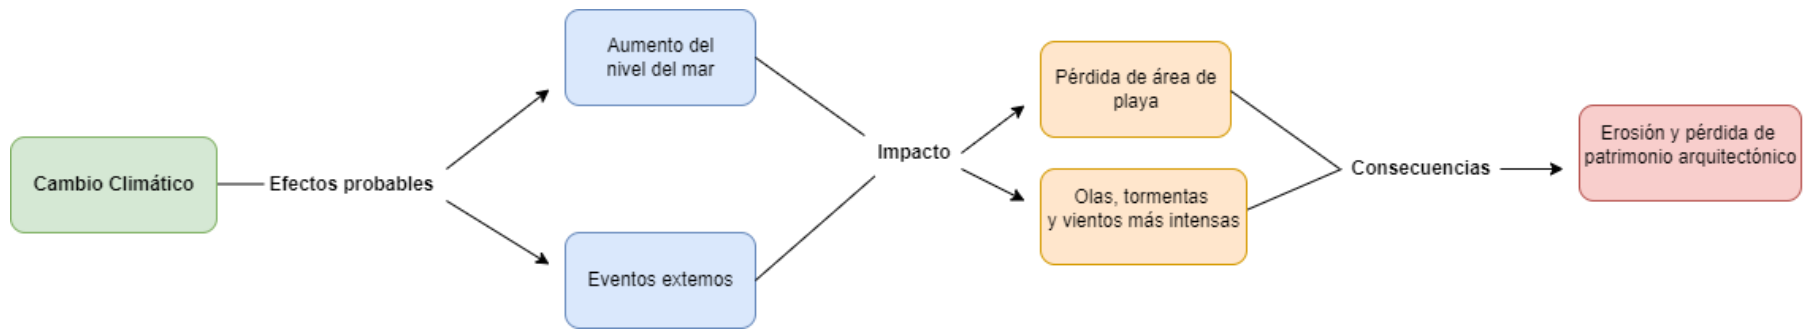 Cambio Climático
Efectos probables
Aumento del
nivel del mar
Eventos extemos
Impacto
Pérdida de área de
playa
Olas, tormentas
y vientos más intensas
Consecuencias
Erosión y pérdida de
patrimonio arquitectónico